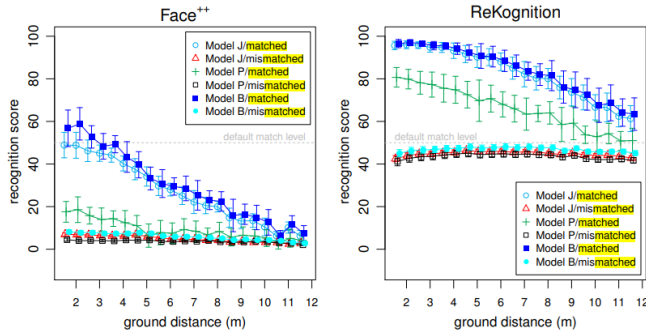 Face++
ReKognition
recognition score
100
80
60
40
20
0
Model J/matched
Model J/mismatched
Model P/matched
Model P/mismatched
Model B/matched
Model B/mismatched
default match level
2 3 4 5 6 7 8 9 10 11 12
ground distance (m)
recognition score
100
80
60
40
20
0
default match level
Model J/matched
Model J/mismatched
Model P/matched
Model P/mismatched
Model B/matched
Model B/mismatched
2 3 4 5 6 7 8 9 10 11 12
ground distance (m)